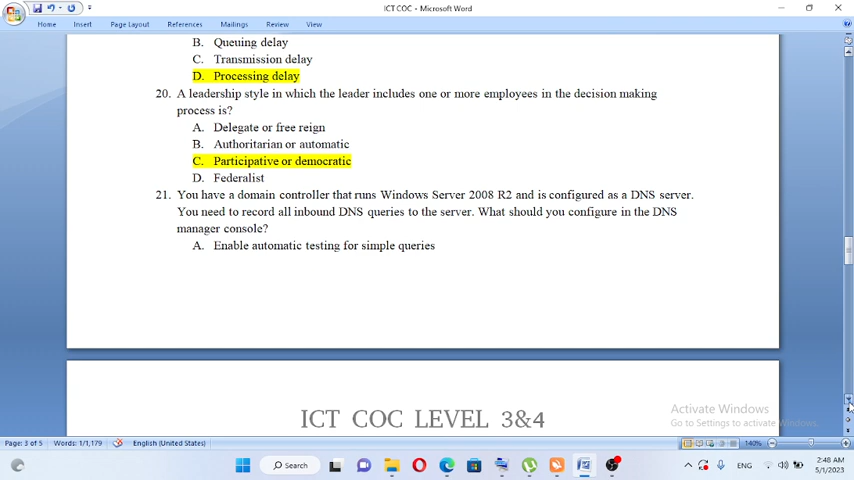 ICT COC - Microsoft Word
Home Insert Page Layout References Mailings Review View
B. Queuing delay
C. Transmission delay
D. Processing delay
20. A leadership style in which the leader includes one or more employees in the decision making
process is?
A. Delegate or free reign
B. Authoritarian or automatic
C. Participative or democratic
D. Federalist
21. You have a domain controller that runs Windows Server 2008 R2 and is configured as a DNS server.
You need to record all inbound DNS queries to the server. What should you configure in the DNS
manager console?
A. Enable automatic testing for simple queries
ICT COC LEVEL 3&4
Activate Windows
Go to Settings to activate Windows.
Page: 3 of 5 Words: 1/1,179 English (United States) 140%
Search ENG 2:48 AM
5/1/2023